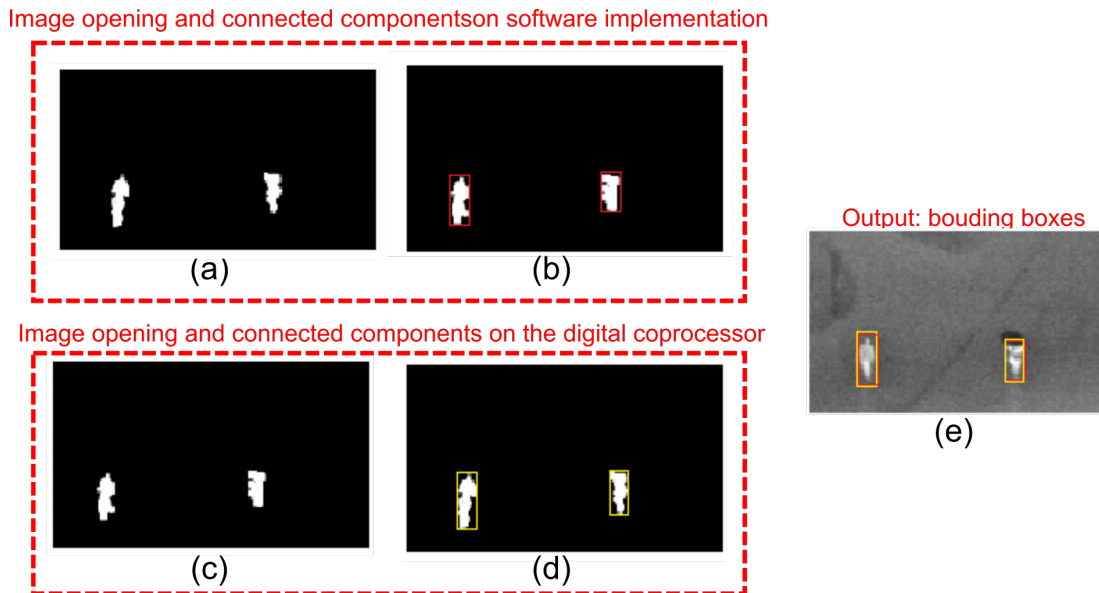 Image opening and connected componentson software implementation
(a)
(b)
Output: bouding boxes
Image opening and connected components on the digital coprocessor
(c)
(d)
(e)